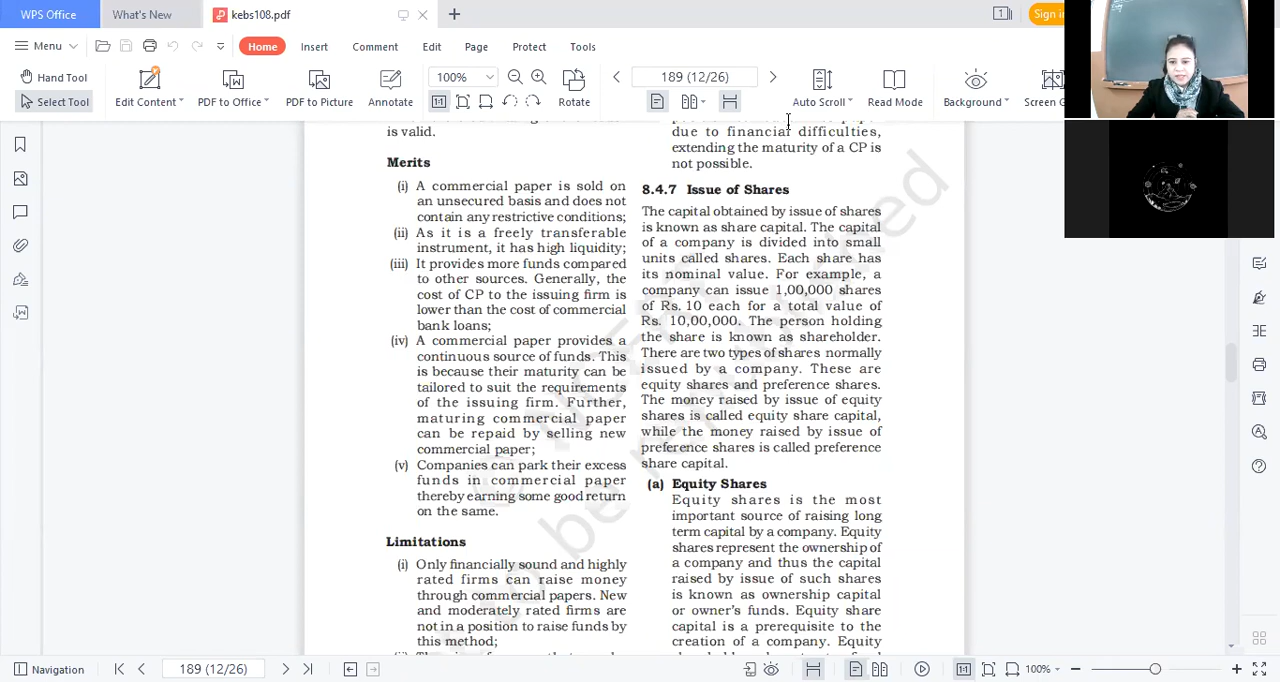 WPS Office
What's New
kebs108.pdf
1
Sign in
Menu
Home
Insert
Comment
Edit
Page
Protect
Tools
Hand Tool
Select Tool
Edit Content
PDF to Office
PDF to Picture
Annotate
100%
Rotate
189 (12/26)
Auto Scroll
Read Mode
Background
Screen G
is valid.
Merits
(i) A commercial paper is sold on
an unsecured basis and does not
contain any restrictive conditions;
(ii) As it is a freely transferable
instrument, it has high liquidity;
(iii) It provides more funds compared
to other sources. Generally, the
cost of CP to the issuing firm is
lower than the cost of commercial
bank loans;
(iv) A commercial paper provides a
continuous source of funds. This
is because their maturity can be
tailored to suit the requirements
of the issuing firm. Further,
maturing commercial paper
can be repaid by selling new
commercial paper;
(v) Companies can park their excess
funds in commercial paper
thereby earning some good return
on the same.
Limitations
(i) Only financially sound and highly
rated firms can raise money
through commercial papers. New
and moderately rated firms are
not in a position to raise funds by
this method;
due to financial difficulties,
extending the maturity of a CP is
not possible.
8.4.7 Issue of Shares
The capital obtained by issue of shares
is known as share capital. The capital
of a company is divided into small
units called shares. Each share has
its nominal value. For example, a
company can issue 1,00,000 shares
of Rs. 10 each for a total value of
Rs. 10,00,000. The person holding
the share is known as shareholder.
There are two types of shares normally
issued by a company. These are
equity shares and preference shares.
The money raised by issue of equity
shares is called equity share capital,
while the money raised by issue of
preference shares is called preference
share capital.
(a) Equity Shares
Equity shares is the most
important source of raising long
term capital by a company. Equity
shares represent the ownership of
a company and thus the capital
raised by issue of such shares
is known as ownership capital
or owner's funds. Equity share
capital is a prerequisite to the
creation of a company. Equity
Navigation
189 (12/26)
1:1
100%